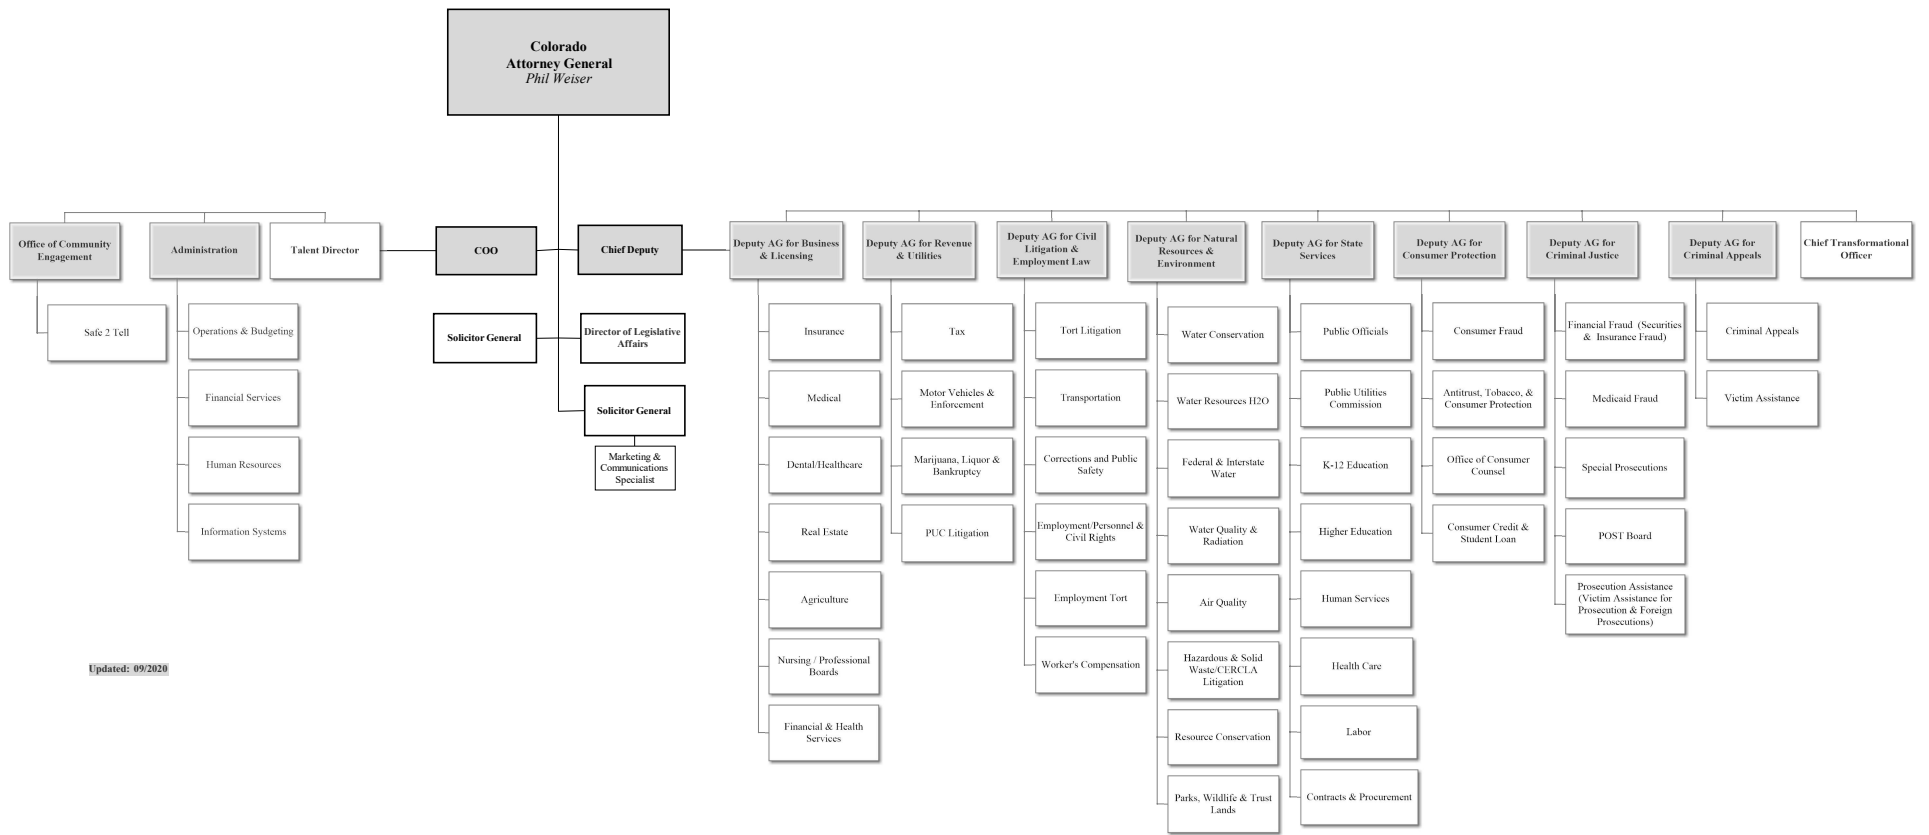 Colorado
Attorney General
Phil Weiser
Office of Community
Engagement
Administration
Talent Director
COO
Chief Deputy
Deputy AG for Business
& Licensing
Deputy AG for Revenue
& Utilities
Deputy AG for Civil
Litigation &
Employment Law
Deputy AG for Natural
Resources &
Environment
Deputy AG for State
Services
Deputy AG for
Consumer Protection
Deputy AG for
Criminal Justice
Deputy AG for
Criminal Appeals
Chief Transformational
Officer
Safe 2 Tell
Operations & Budgeting
Financial Services
Human Resources
Information Systems
Solicitor General
Director of Legislative
Affairs
Solicitor General
Marketing &
Communications
Specialist
Insurance
Medical
Dental/Healthcare
Real Estate
Agriculture
Nursing / Professional
Boards
Financial & Health
Services
Tax
Motor Vehicles &
Enforcement
Marijuana, Liquor &
Bankruptcy
PUC Litigation
Tort Litigation
Transportation
Corrections and Public
Safety
Employment/Personnel &
Civil Rights
Employment Tort
Worker's Compensation
Water Conservation
Water Resources H2O
Federal & Interstate
Water
Water Quality &
Radiation
Air Quality
Hazardous & Solid
Waste/CERCLA
Litigation
Resource Conservation
Parks, Wildlife & Trust
Lands
Public Officials
Public Utilities
Commission
K-12 Education
Higher Education
Human Services
Health Care
Labor
Contracts & Procurement
Consumer Fraud
Antitrust, Tobacco, &
Consumer Protection
Office of Consumer
Counsel
Consumer Credit &
Student Loan
Financial Fraud (Securities
& Insurance Fraud)
Medicaid Fraud
Special Prosecutions
POST Board
Prosecution Assistance
(Victim Assistance for
Prosecution & Foreign
Prosecutions)
Criminal Appeals
Victim Assistance
Updated: 09/2020